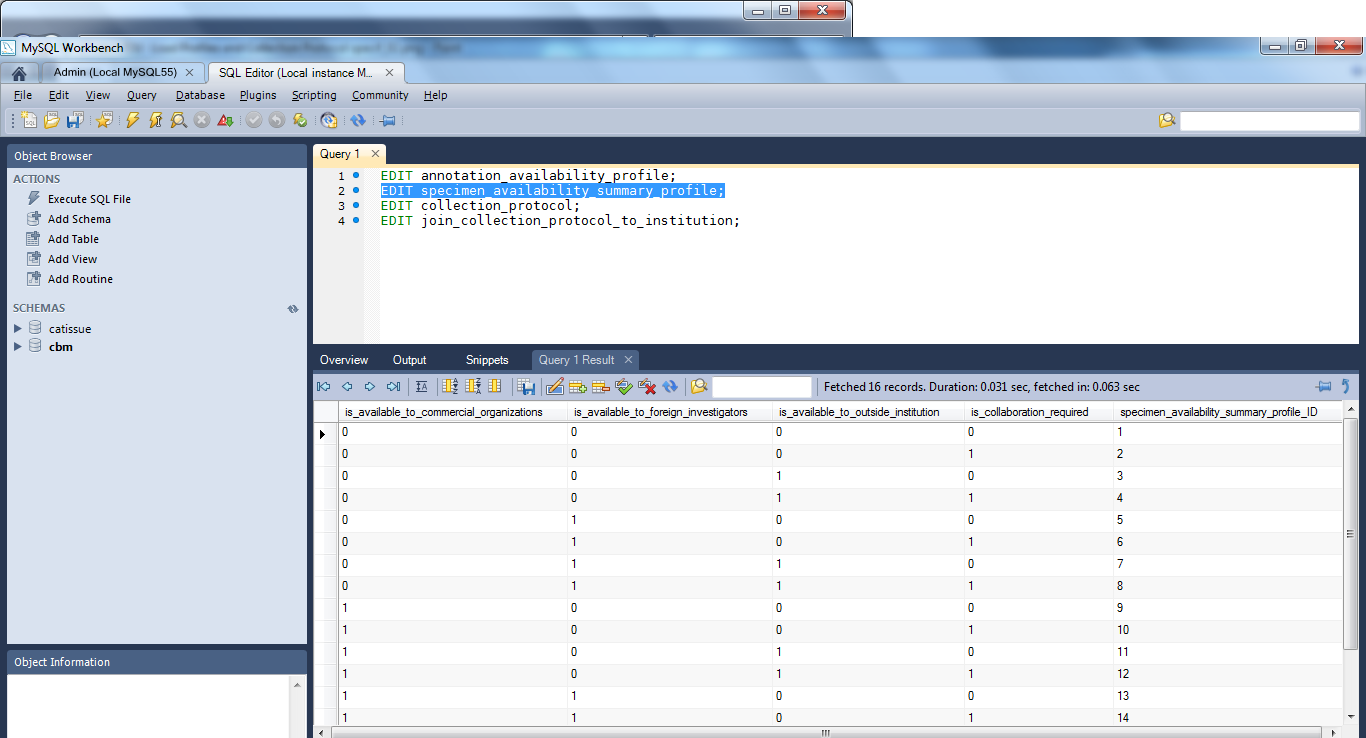 MySQL Workbench
Admin (Local MySQL55)
SQL Editor (Local instance M...
File Edit View Query Database Plugins Scripting Community Help
Object Browser
ACTIONS
Execute SQL File
Add Schema
Add Table
Add View
Add Routine
SCHEMAS
catissue
cbm
Object Information
Query 1
1 EDIT annotation_availability_profile;
2 EDIT specimen_availability_summary_profile;
3 EDIT collection_protocol;
4 EDIT join_collection_protocol_to_institution;
Overview Output Snippets Query 1 Result
Fetched 16 records. Duration: 0.031 sec, fetched in: 0.063 sec
is_available_to_commercial_organizations is_available_to_foreign_investigators is_available_to_outside_institution is_collaboration_required specimen_availability_summary_profile_ID
0 0 0 0 1
0 0 0 1 2
0 0 1 0 3
0 0 1 1 4
0 1 0 0 5
0 1 0 1 6
0 1 1 0 7
0 1 1 1 8
1 0 0 0 9
1 0 0 1 10
1 0 1 0 11
1 0 1 1 12
1 1 0 0 13
1 1 0 1 14